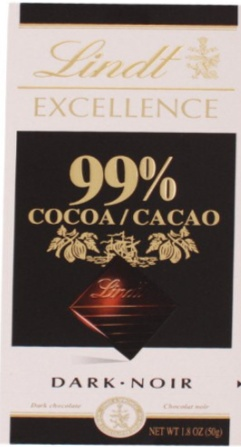 Lindt
EXCELLENCE
99%
COCOA/CACAO
Lindt
DARK·NOIR
Dark chocolate Chocolat noir
NET WT 1.8 OZ (50g)